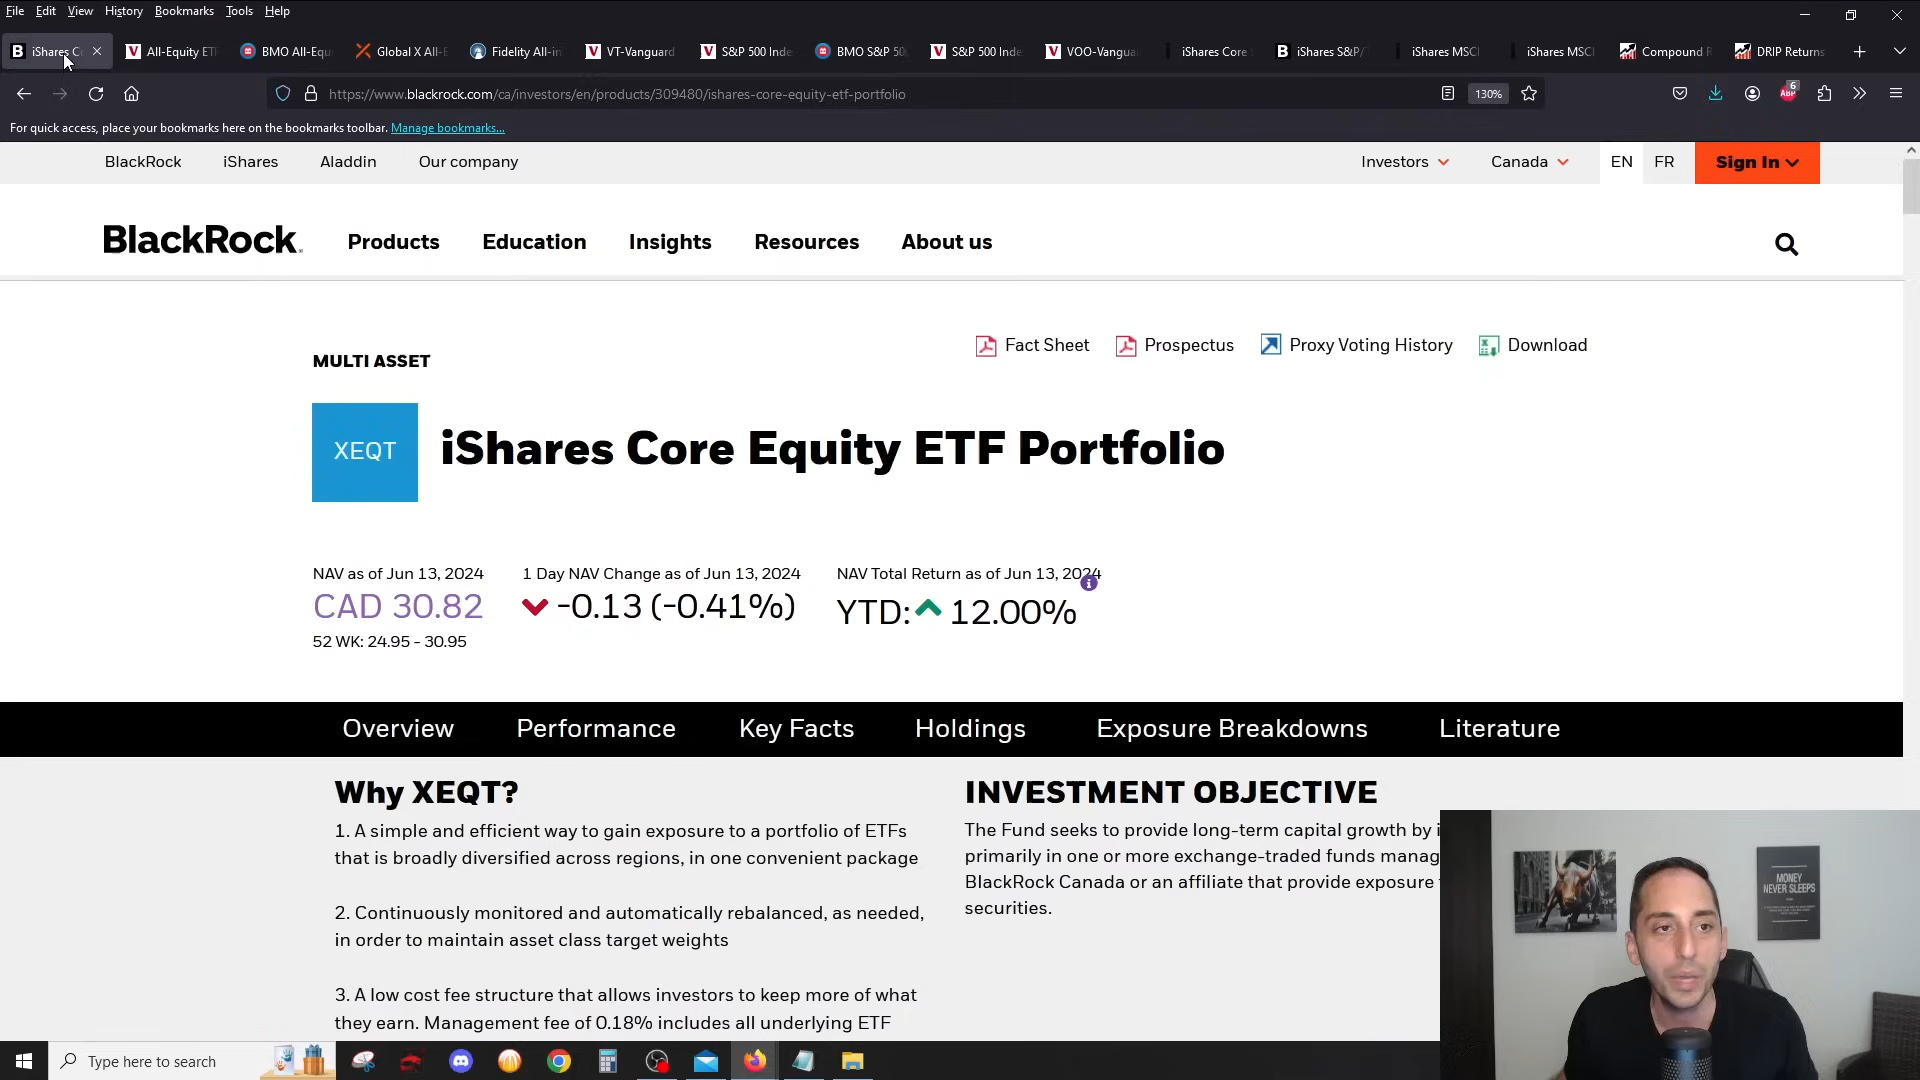 File Edit View History Bookmarks Tools Help
iShares C All-Equity ET BMO All-Equ Global X All-E Fidelity All-in VT-Vanguard S&P 500 Inde BMO S&P 50 S&P 500 Inde VOO-Vangua iShares Core iShares S&P/ iShares MSCI iShares MSCI Compound R DRIP Returns
https://www.blackrock.com/ca/investors/en/products/309480/ishares-core-equity-etf-portfolio 130% ABP 6
For quick access, place your bookmarks here on the bookmarks toolbar. Manage bookmarks...
BlackRock iShares Aladdin Our company Investors Canada EN FR Sign In
BlackRock. Products Education Insights Resources About us
Fact Sheet Prospectus Proxy Voting History Download
MULTI ASSET
XEQT iShares Core Equity ETF Portfolio
NAV as of Jun 13, 2024 1 Day NAV Change as of Jun 13, 2024 NAV Total Return as of Jun 13, 2024
CAD 30.82 -0.13 (-0.41%) YTD: 12.00%
52 WK: 24.95 - 30.95
Overview Performance Key Facts Holdings Exposure Breakdowns Literature
Why XEQT?
1. A simple and efficient way to gain exposure to a portfolio of ETFs
that is broadly diversified across regions, in one convenient package
2. Continuously monitored and automatically rebalanced, as needed,
in order to maintain asset class target weights
3. A low cost fee structure that allows investors to keep more of what
they earn. Management fee of 0.18% includes all underlying ETF
INVESTMENT OBJECTIVE
The Fund seeks to provide long-term capital growth by i
primarily in one or more exchange-traded funds manag
BlackRock Canada or an affiliate that provide exposure
securities.
MONEY
NEVER SLEEPS
Type here to search